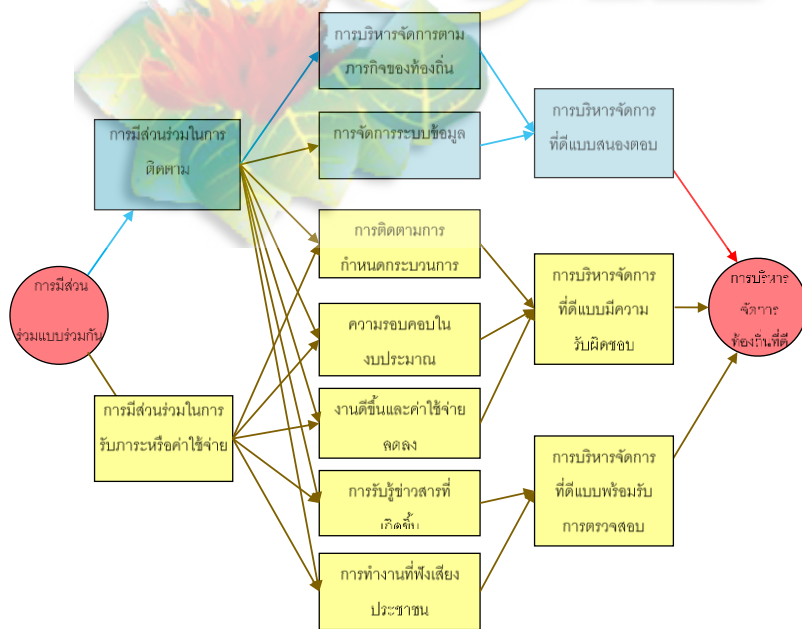 การบริหารจัดการตาม
ภารกิจของท้องถิ่น
การมีส่วนร่วมในการ
ติดตาม
การจัดการระบบข้อมูล
การบริหารจัดการ
ที่ดีแบบสนองตอบ
การติดตามการ
กำหนดกระบวนการ
การมีส่วน
ร่วมแบบร่วมกัน
ความรอบคอบใน
งบประมาณ
การบริหารจัดการ
ที่ดีแบบมีความ
รับผิดชอบ
การบริหาร
จัดการ
ท้องถิ่นที่ดี
การมีส่วนร่วมในการ
รับภาระหรือค่าใช้จ่าย
งานดีขึ้นและค่าใช้จ่าย
ลดลง
การรับรู้ข่าวสารที่
เกิดขึ้น
การบริหารจัดการ
ที่ดีแบบพร้อมรับ
การตรวจสอบ
การทำงานที่ฟังเสียง
ประชาชน